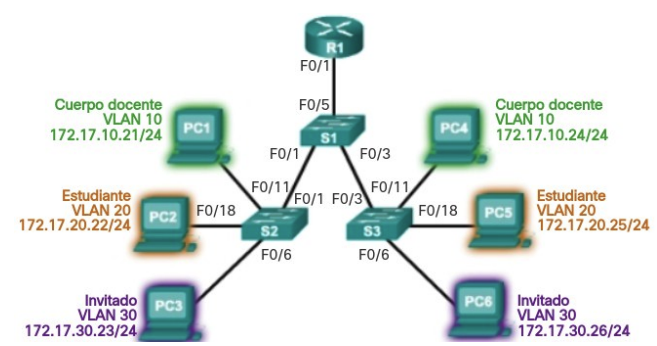 R1
F0/1
F0/5
S1
Cuerpo docente
VLAN 10
172.17.10.21/24
PC1
PC4
Cuerpo docente
VLAN 10
172.17.10.24/24
F0/1
F0/3
F0/11
F0/1
F0/3
F0/11
Estudiante
VLAN 20
172.17.20.22/24
PC2
F0/18
S2
S3
F0/18
PC5
Estudiante
VLAN 20
172.17.20.25/24
F0/6
F0/6
Invitado
VLAN 30
172.17.30.23/24
PC3
PC6
Invitado
VLAN 30
172.17.30.26/24